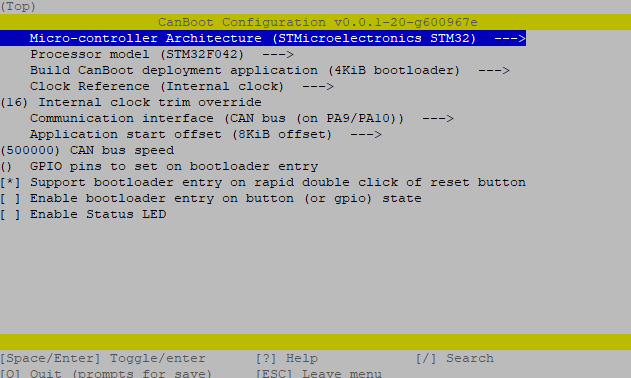 (Top)
CanBoot Configuration v0.0.1-20-g600967e
Micro-controller Architecture (STMicroelectronics STM32)  --->
Processor model (STM32F042)  --->
Build CanBoot deployment application (4KiB bootloader)  --->
Clock Reference (Internal clock)  --->
(16) Internal clock trim override
Communication interface (CAN bus (on PA9/PA10))  --->
Application start offset (8KiB offset)  --->
(500000) CAN bus speed
()  GPIO pins to set on bootloader entry
[*] Support bootloader entry on rapid double click of reset button
[ ] Enable bootloader entry on button (or gpio) state
[ ] Enable Status LED
[Space/Enter] Toggle/enter      [?] Help            [/] Search
[Q] Quit (prompts for save)     [ESC] Leave menu